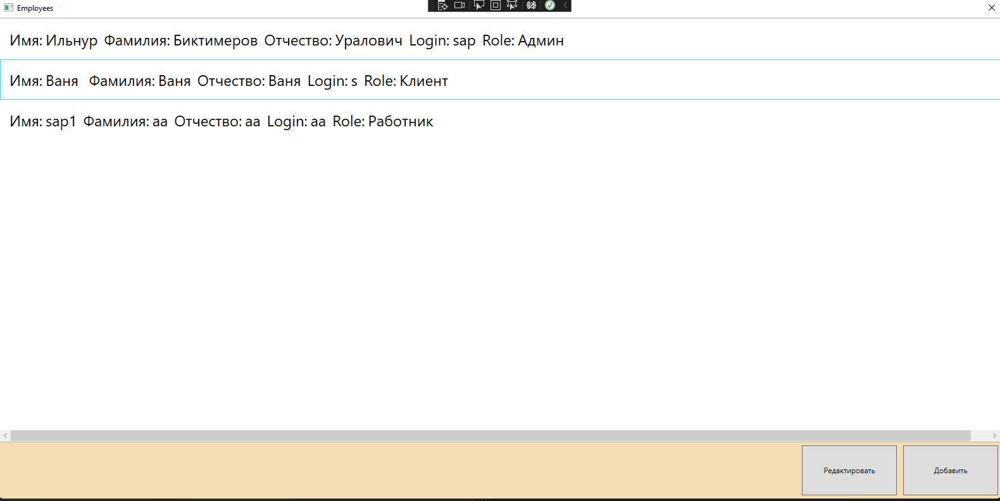 Employees
Имя: Ильнур Фамилия: Биктимеров Отчество: Уралович Login: sap Role: Админ
Имя: Ваня Фамилия: Ваня Отчество: Ваня Login: s Role: Клиент
Имя: sap1 Фамилия: aa Отчество: aa Login: aa Role: Работник
Редактировать Добавить